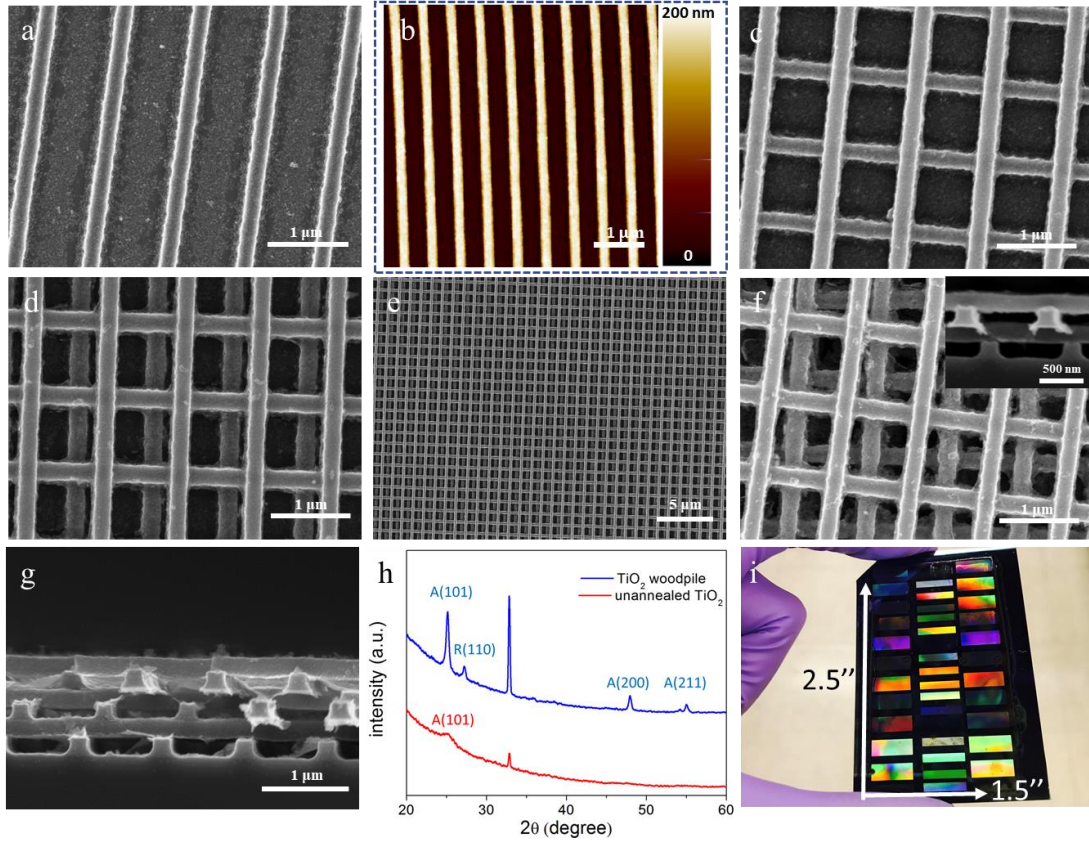 a
1 μm
b
200 nm
0
1 μm
c
1 μm
d
1 μm
e
5 μm
f
500 nm
1 μm
g
1 μm
h
TiO₂ woodpile
unannealed TiO₂
A(101)
R(110)
A(200)
A(211)
A(101)
intensity (a.u.)
20 30 40 50 60
2θ (degree)
i
2.5’’
1.5’’